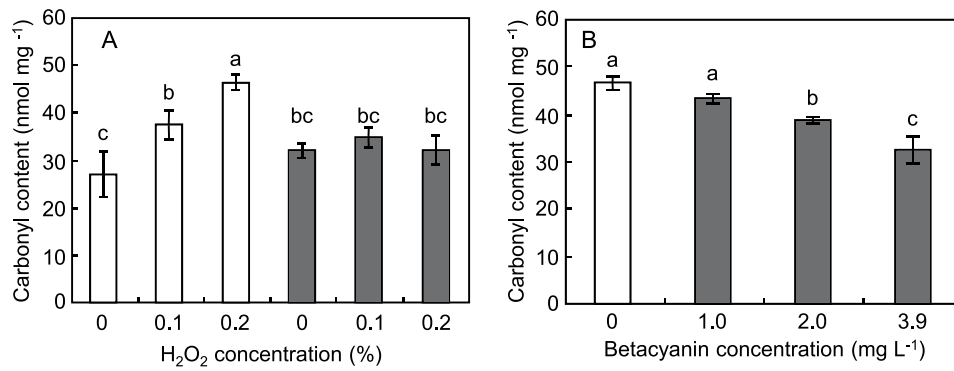 A
Carbonyl content (nmol mg ⁻¹)
60
50
40
30
40
10
0
c
b
a
bc
bc
bc
0 0.1 0.2 0 0.1 0.2
H₂O₂ concentration (%)
B
Carbonyl content (nmol mg ⁻¹)
60
50
40
30
40
10
0
a
a
b
c
0 1.0 2.0 3.9
Betacyanin concentration (mg L⁻¹)